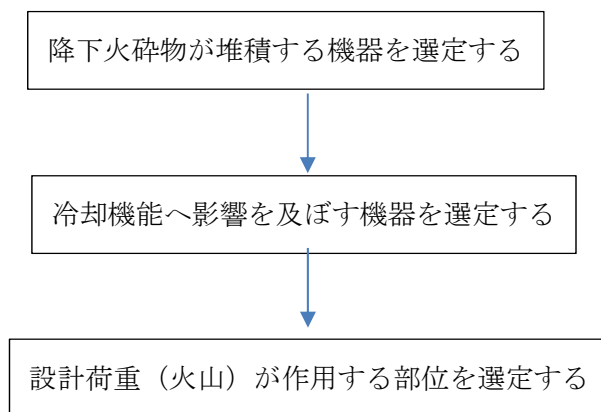 降下火砕物が堆積する機器を選定する
冷却機能へ影響を及ぼす機器を選定する
設計荷重（火山）が作用する部位を選定する